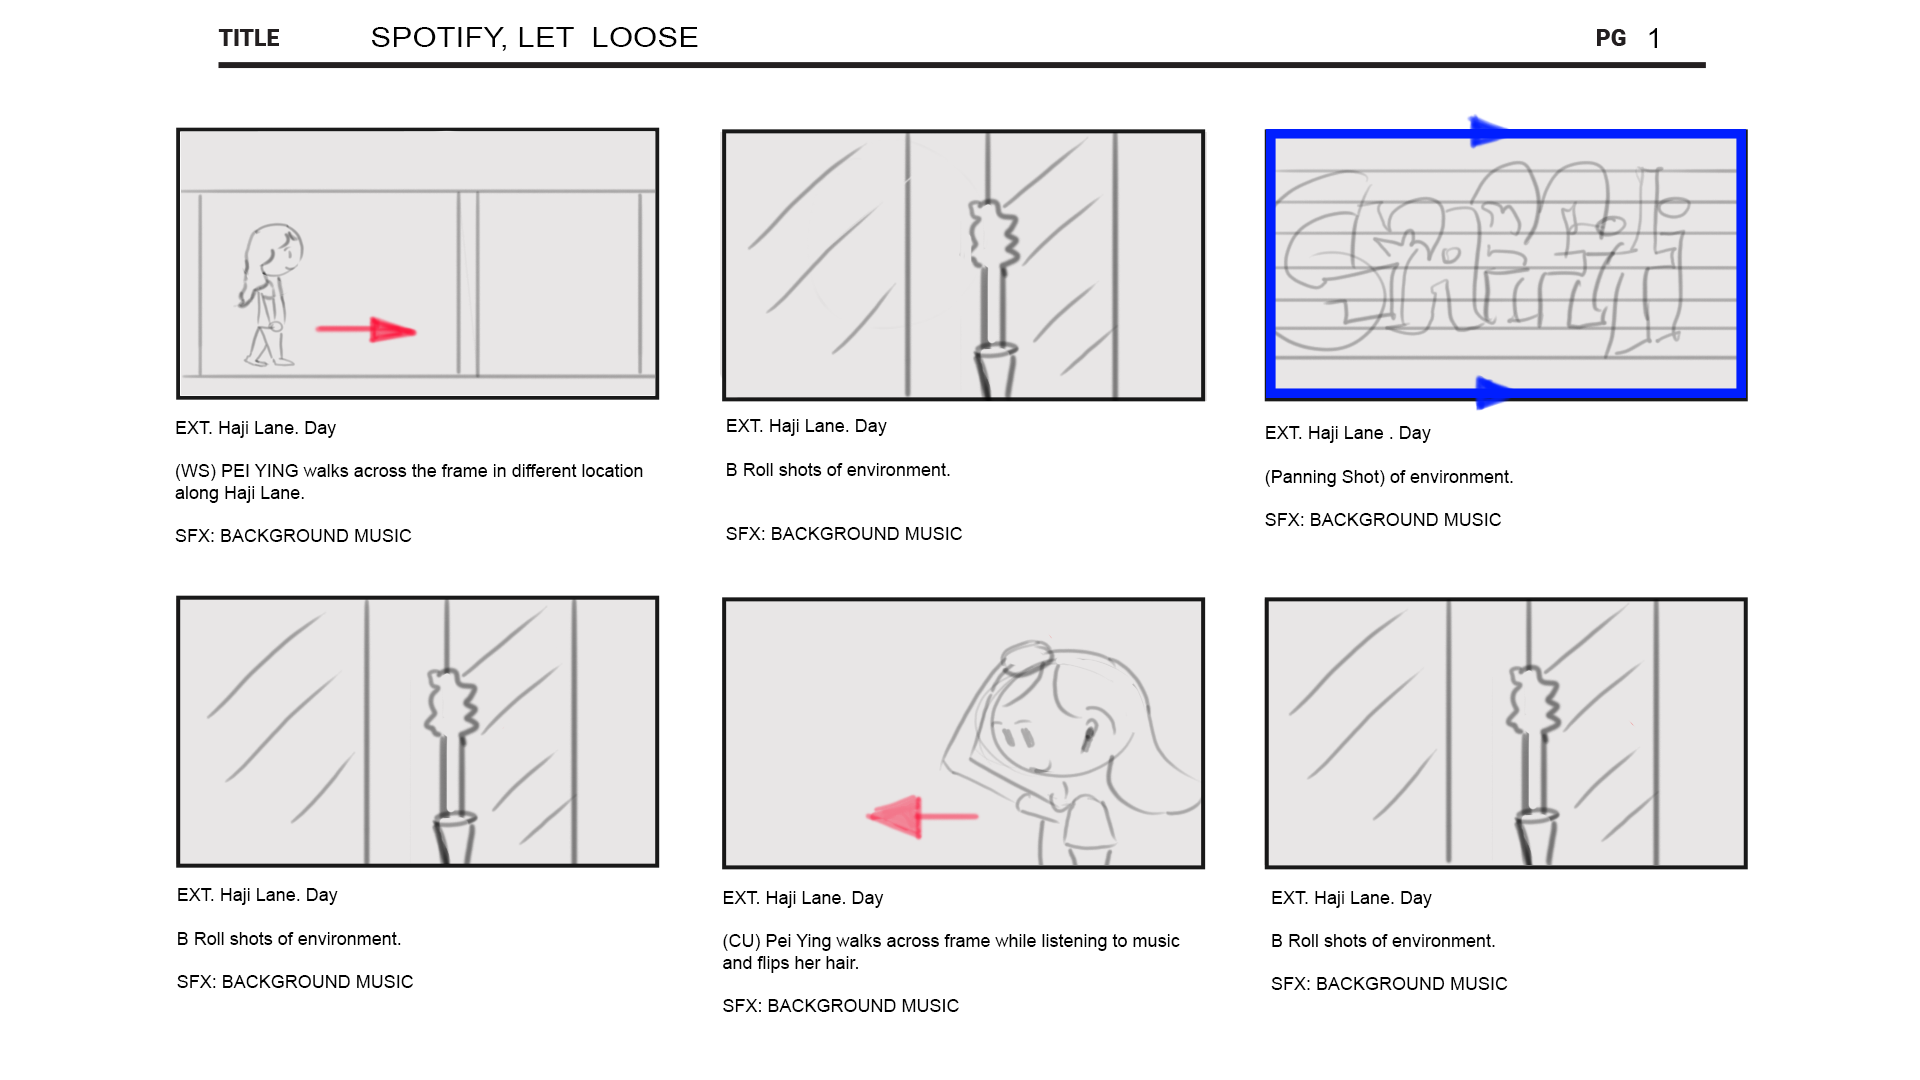 TITLE SPOTIFY, LET LOOSE PG 1
EXT. Haji Lane. Day
(WS) PEI YING walks across the frame in different location
along Haji Lane.
SFX: BACKGROUND MUSIC
EXT. Haji Lane. Day
B Roll shots of environment.
SFX: BACKGROUND MUSIC
EXT. Haji Lane . Day
(Panning Shot) of environment.
SFX: BACKGROUND MUSIC
EXT. Haji Lane. Day
B Roll shots of environment.
SFX: BACKGROUND MUSIC
EXT. Haji Lane. Day
(CU) Pei Ying walks across frame while listening to music
and flips her hair.
SFX: BACKGROUND MUSIC
EXT. Haji Lane. Day
B Roll shots of environment.
SFX: BACKGROUND MUSIC